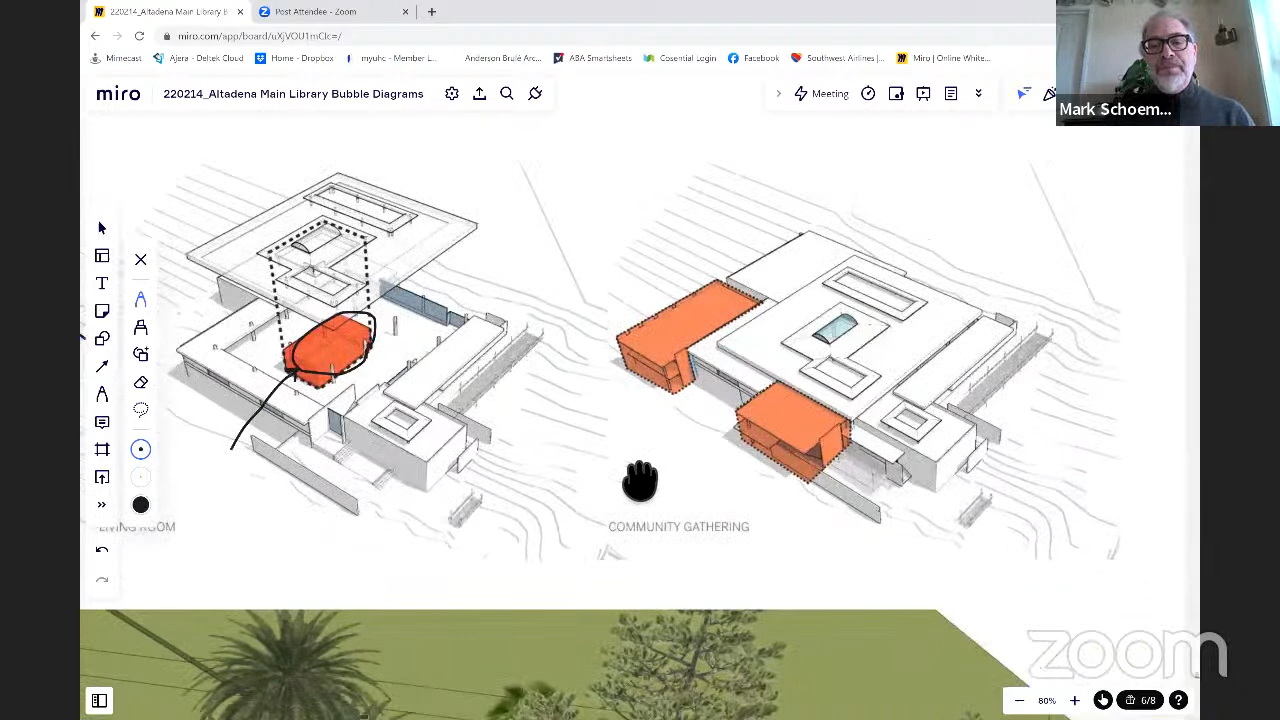 220214_Altadena Main Library B
Post Attendee - Zoom
miro.com/app/board/uXjVOU1mCIc=/
Mimecast
Ajera - Deltek Cloud
Home - Dropbox
myuhc - Member L...
Anderson Brulé Arc...
ABA Smartsheets
Cosential Login
Facebook
Southwest Airlines |...
Miro | Online White...
miro
220214_Altadena Main Library Bubble Diagrams
Meeting
Mark Schoem...
LIVING ROOM
COMMUNITY GATHERING
zoom
80%
6/8